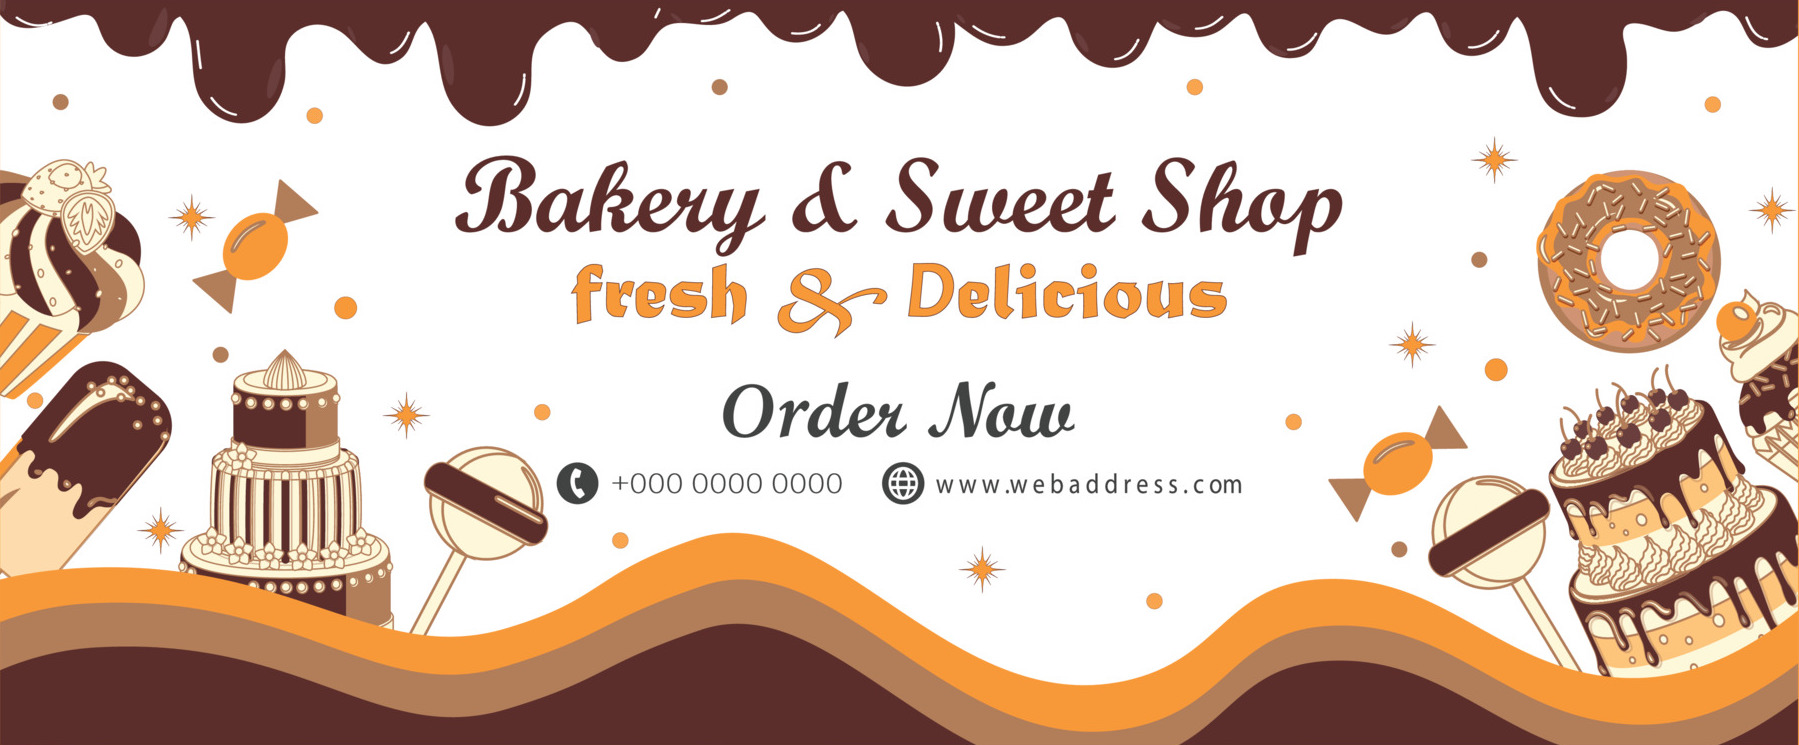 Bakery & Sweet Shop
fresh & Delicious
Order Now
+000 0000 0000 www.webaddress.com